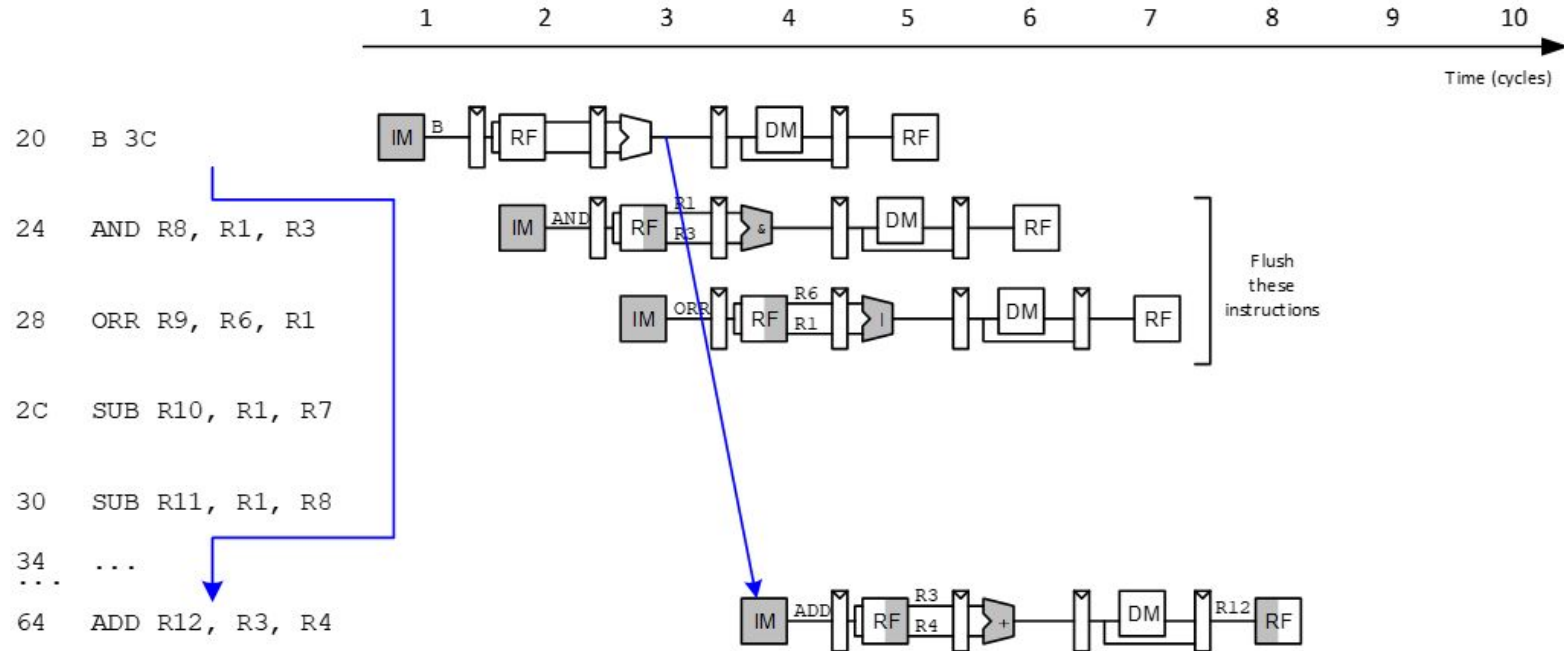 1 2 3 4 5 6 7 8 9 10
Time (cycles)
20 B 3C
IM B RF DM RF
24 AND R8, R1, R3
IM AND RF R1 R3 & DM RF
28 ORR R9, R6, R1
IM ORR RF R6 R1 | DM RF
Flush
these
instructions
2C SUB R10, R1, R7
30 SUB R11, R1, R8
34 ...
...
64 ADD R12, R3, R4
IM ADD RF R3 R4 + DM R12 RF